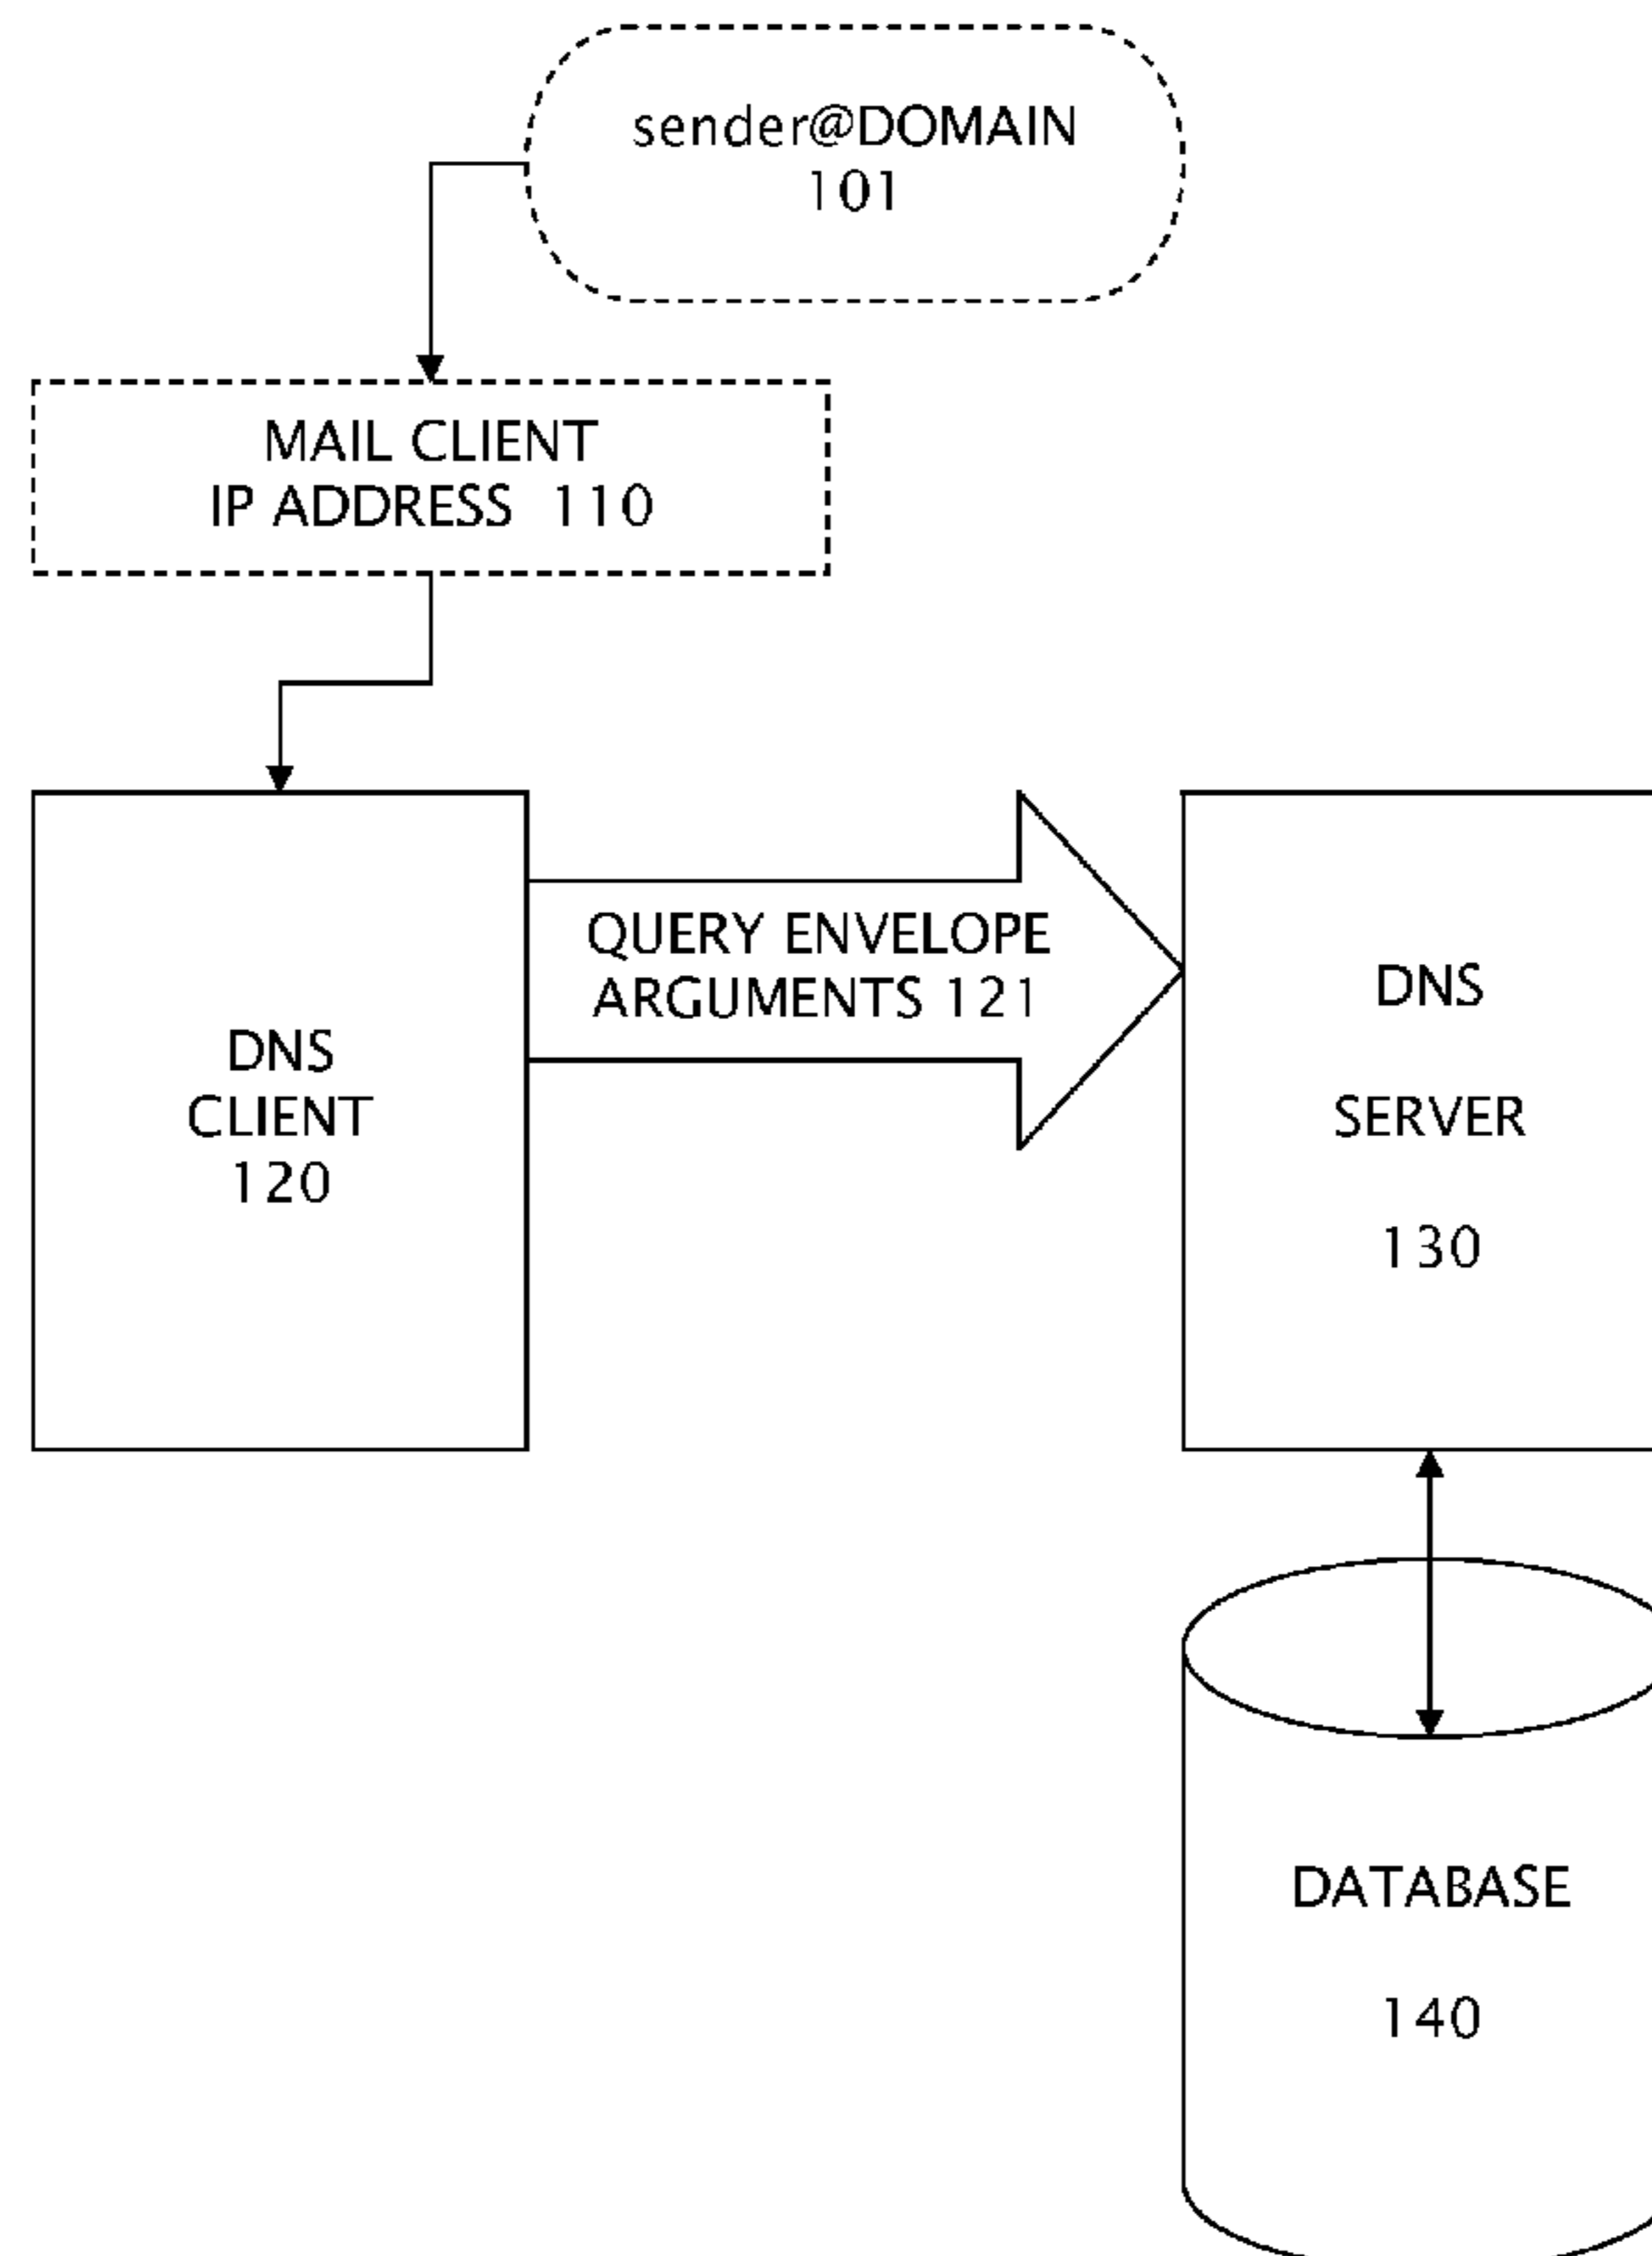 sender@DOMAIN
101
MAIL CLIENT
IP ADDRESS 110
QUERY ENVELOPE
ARGUMENTS 121
DNS
CLIENT
120
DNS
SERVER
130
DATABASE
140